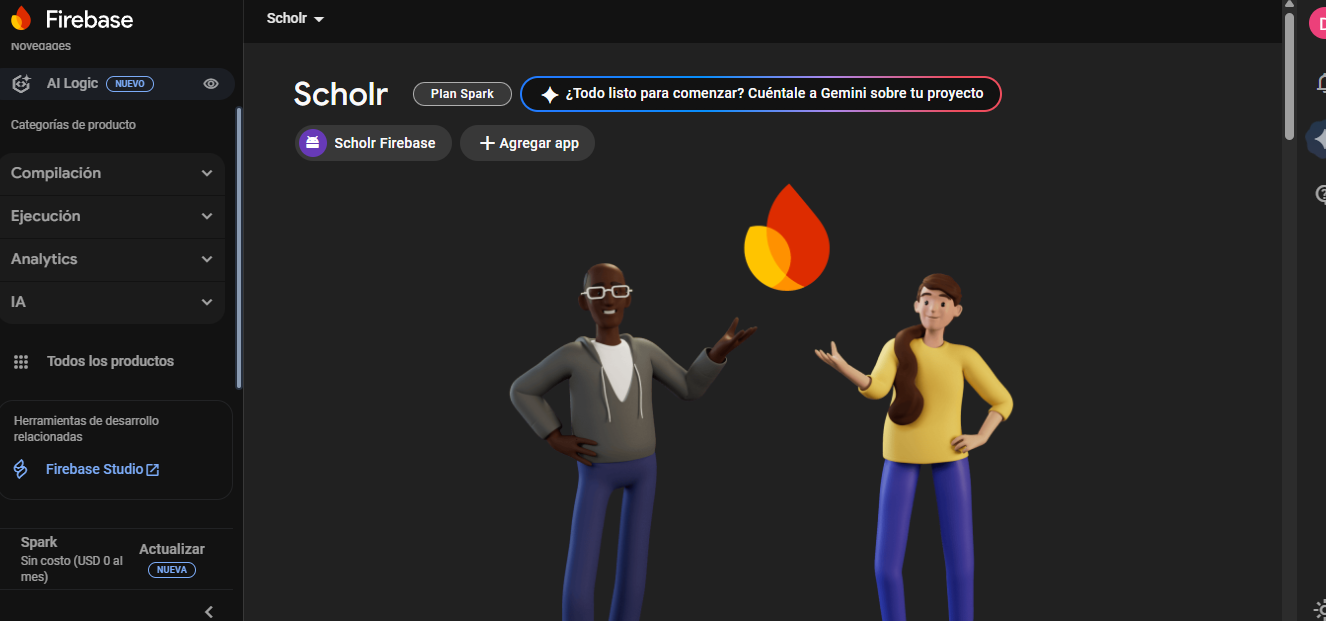 Firebase
Novedades
AI Logic NUEVO
Categorías de producto
Compilación
Ejecución
Analytics
IA
Todos los productos
Herramientas de desarrollo
relacionadas
Firebase Studio
Spark
Sin costo (USD 0 al
mes)
Actualizar
NUEVA
Scholr
Scholr
Plan Spark
¿Todo listo para comenzar? Cuéntale a Gemini sobre tu proyecto
Scholr Firebase
Agregar app